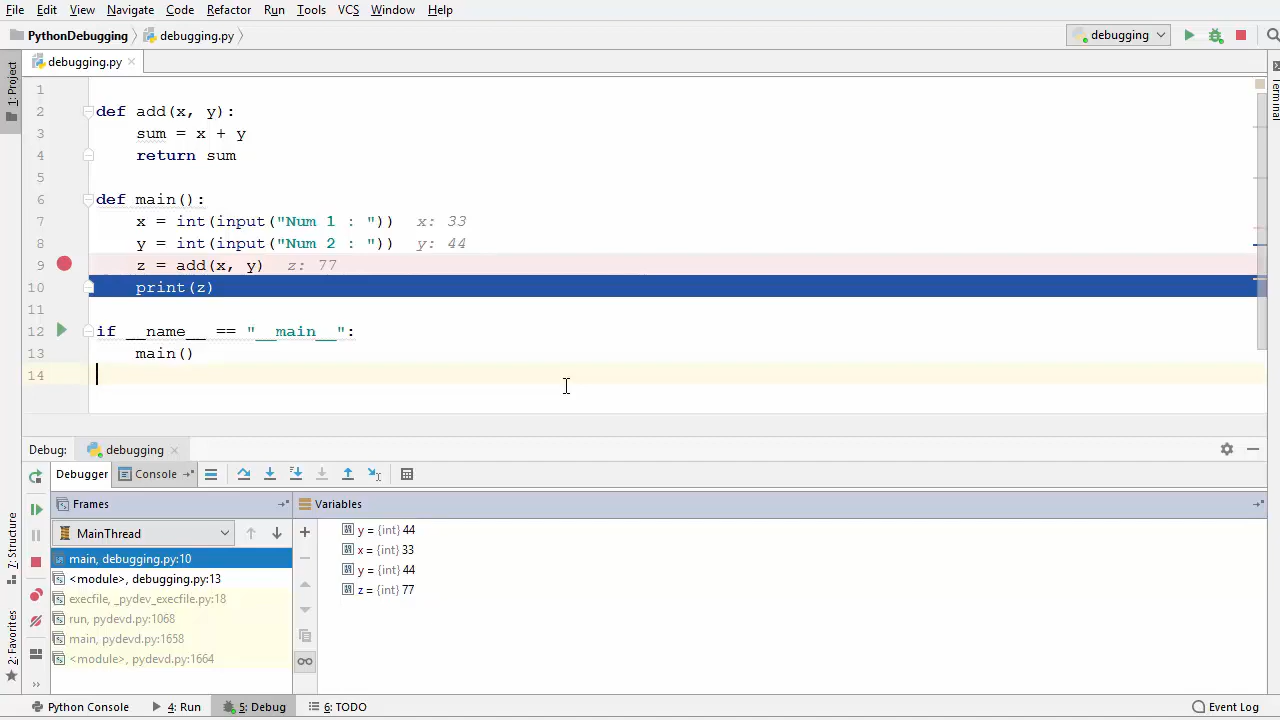 File Edit View Navigate Code Refactor Run Tools VCS Window Help
PythonDebugging debugging.py debugging
debugging.py
1: Project
Terminal
1
2 def add(x, y):
3 sum = x + y
4 return sum
5
6 def main():
7 x = int(input("Num 1 : ")) x: 33
8 y = int(input("Num 2 : ")) y: 44
9 z = add(x, y) z: 77
10 print(z)
11
12 if __name__ == "__main__":
13 main()
14
Debug: debugging
Debugger Console
Frames Variables
MainThread
main, debugging.py:10
<module>, debugging.py:13
execfile, _pydev_execfile.py:18
run, pydevd.py:1068
main, pydevd.py:1658
<module>, pydevd.py:1664
y = {int} 44
x = {int} 33
y = {int} 44
z = {int} 77
7: Structure
2: Favorites
Python Console 4: Run 5: Debug 6: TODO Event Log